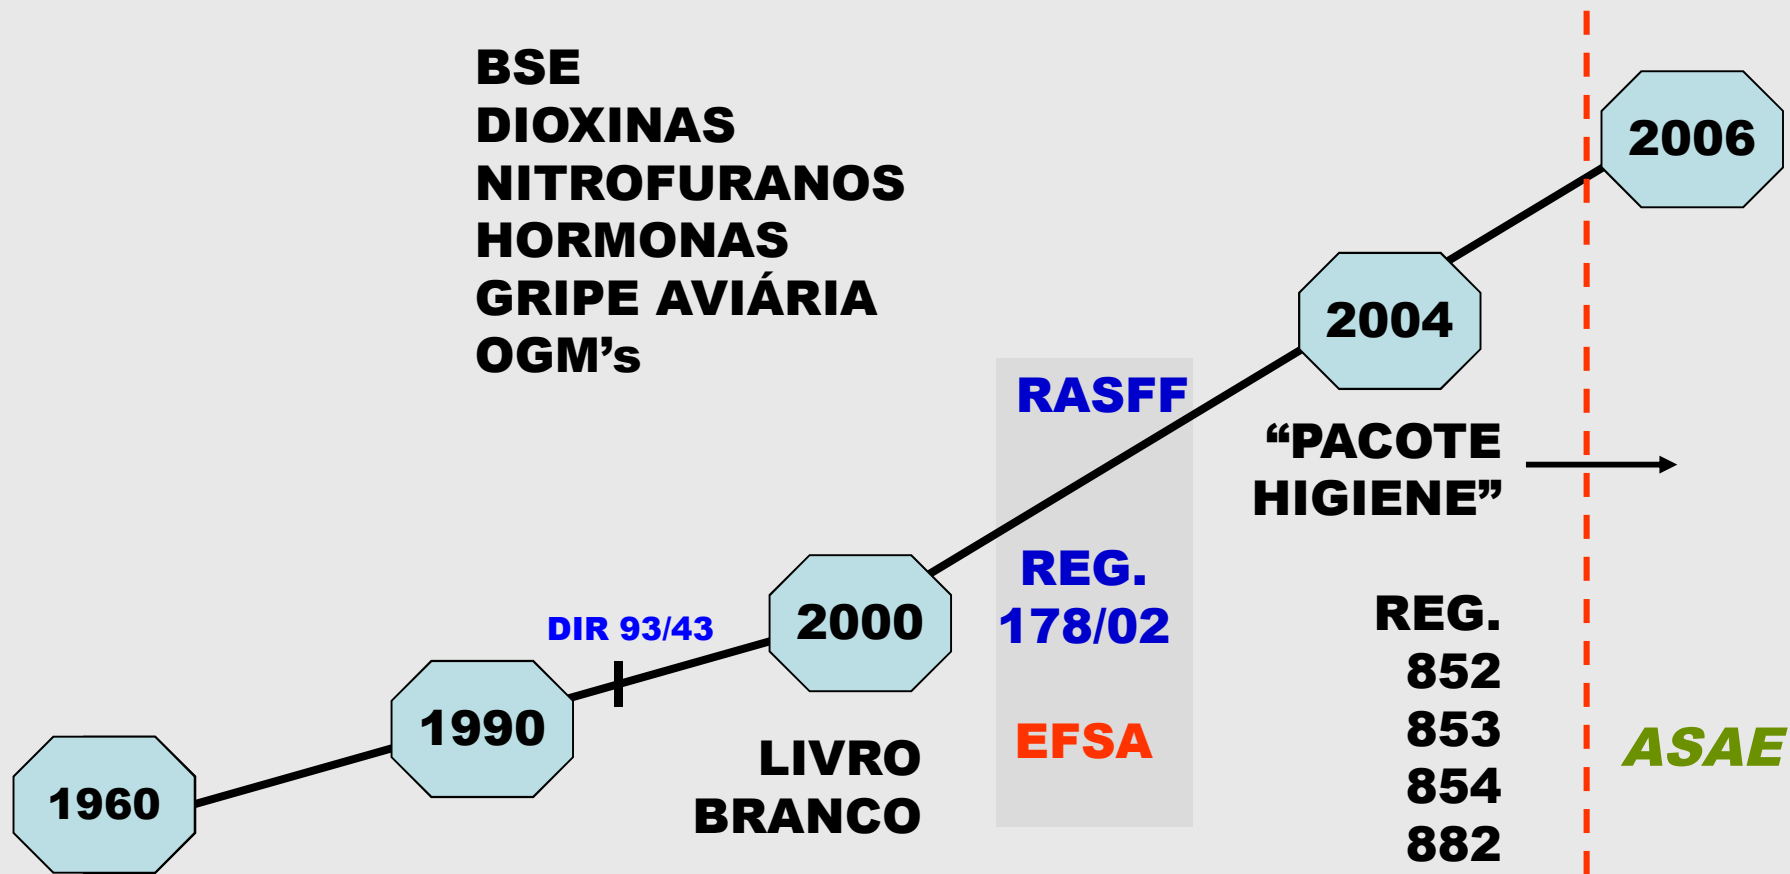 BSE
DIOXINAS
NITROFURANOS
HORMONAS
GRIPE AVIÁRIA
OGM’s
1960
1990
DIR 93/43
2000
LIVRO
BRANCO
RASFF
REG.
178/02
EFSA
2004
“PACOTE
HIGIENE”
REG.
852
853
854
882
2006
ASAE